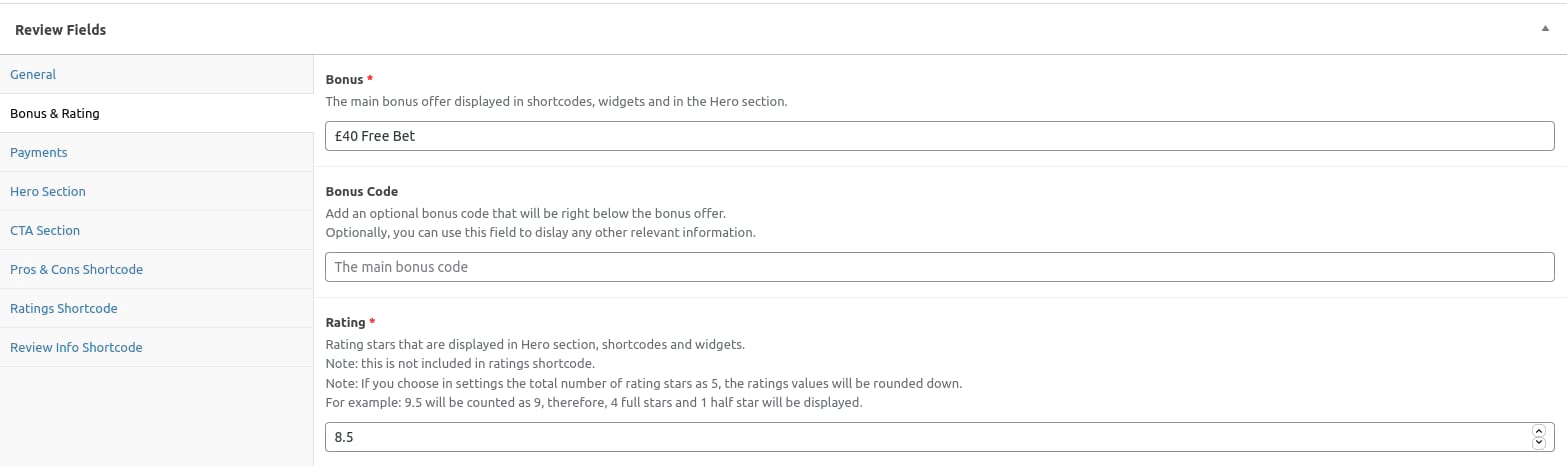 Review Fields
General
Bonus & Rating
Payments
Hero Section
CTA Section
Pros & Cons Shortcode
Ratings Shortcode
Review Info Shortcode
Bonus *
The main bonus offer displayed in shortcodes, widgets and in the Hero section.
£40 Free Bet
Bonus Code
Add an optional bonus code that will be right below the bonus offer.
Optionally, you can use this field to dislay any other relevant information.
The main bonus code
Rating *
Rating stars that are displayed in Hero section, shortcodes and widgets.
Note: this is not included in ratings shortcode.
Note: If you choose in settings the total number of rating stars as 5, the ratings values will be rounded down.
For example: 9.5 will be counted as 9, therefore, 4 full stars and 1 half star will be displayed.
8.5